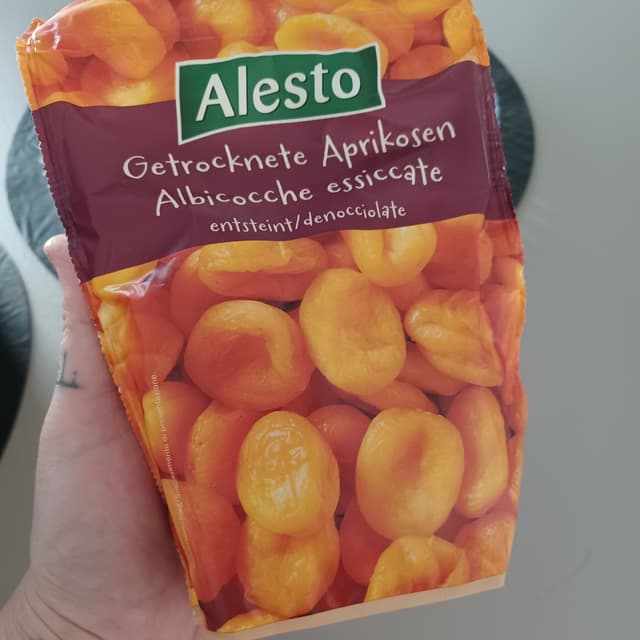 Alesto
Getrocknete Aprikosen
Albicocche essiccate
entsteint/denocciolate